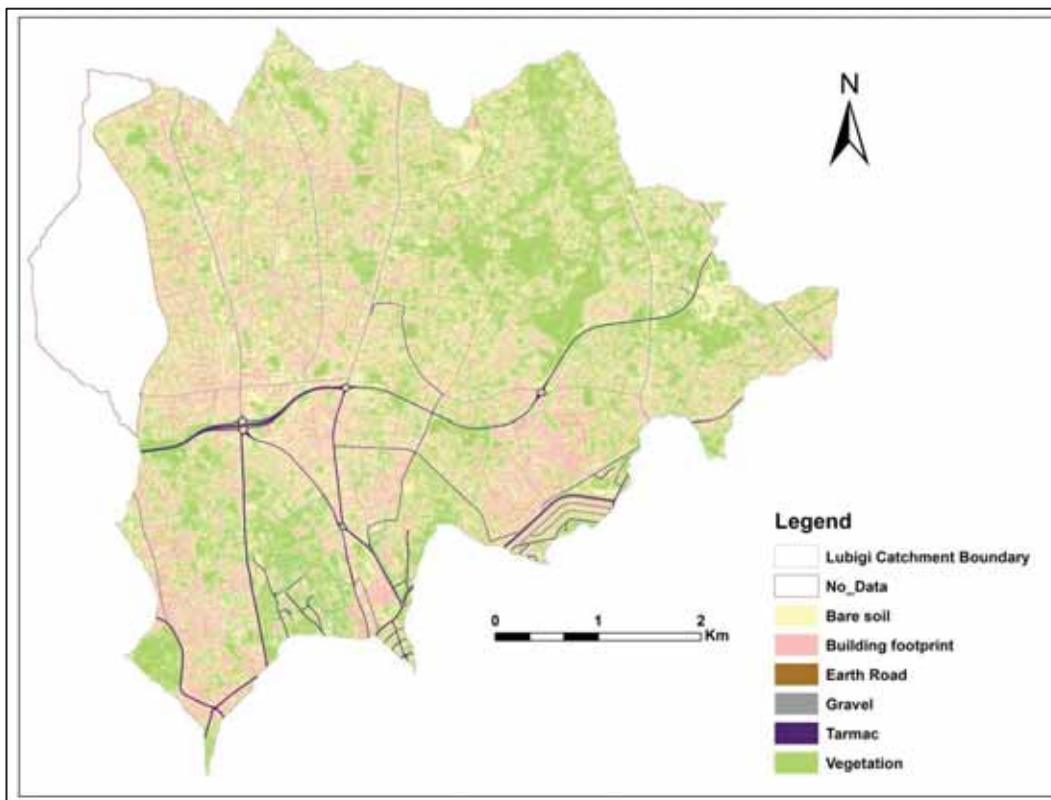 N
Legend
Lubigi Catchment Boundary
No_Data
Bare soil
Building footprint
Earth Road
Gravel
Tarmac
Vegetation
0 1 2
Km